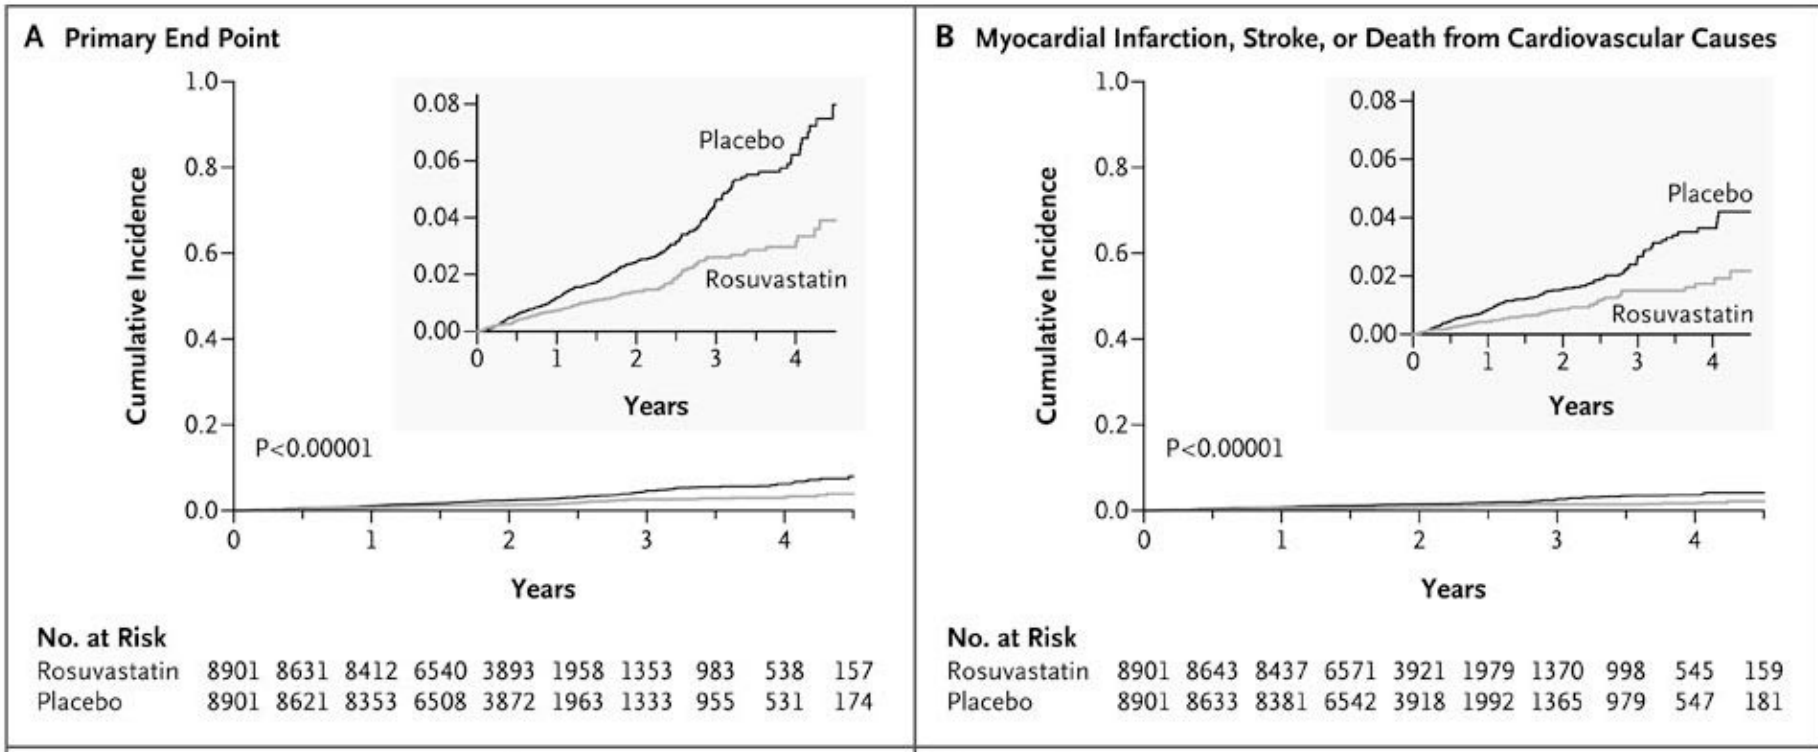 A Primary End Point
1.0
0.8
0.6
0.4
0.2
0.0
Cumulative Incidence
0.08
0.06
0.04
0.02
0.00
Placebo
Rosuvastatin
0 1 2 3 4
Years
P<0.00001
0 1 2 3 4
Years
No. at Risk
Rosuvastatin 8901 8631 8412 6540 3893 1958 1353 983 538 157
Placebo 8901 8621 8353 6508 3872 1963 1333 955 531 174
B Myocardial Infarction, Stroke, or Death from Cardiovascular Causes
1.0
0.8
0.6
0.4
0.2
0.0
Cumulative Incidence
0.08
0.06
0.04
0.02
0.00
Placebo
Rosuvastatin
0 1 2 3 4
Years
P<0.00001
0 1 2 3 4
Years
No. at Risk
Rosuvastatin 8901 8643 8437 6571 3921 1979 1370 998 545 159
Placebo 8901 8633 8381 6542 3918 1992 1365 979 547 181